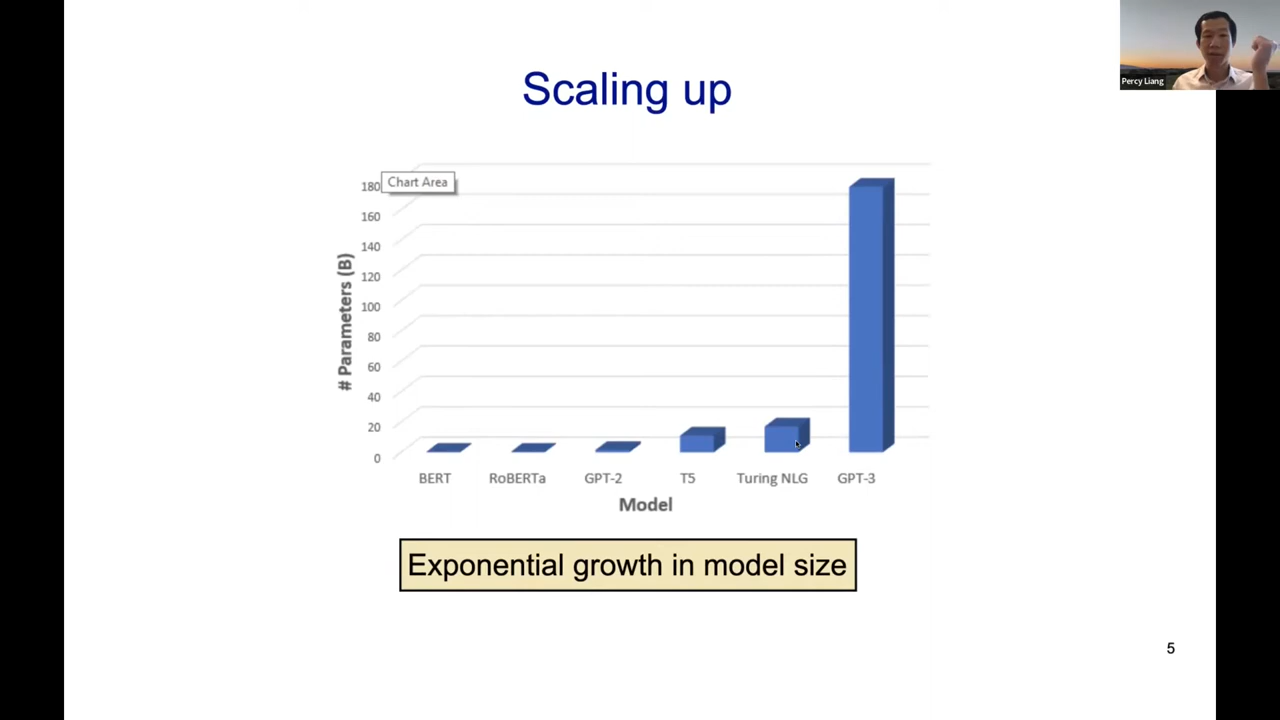 Percy Liang
Scaling up
Chart Area
# Parameters (B)
180
160
140
120
100
80
60
40
20
0
BERT RoBERTa GPT-2 T5 Turing NLG GPT-3
Model
Exponential growth in model size
5